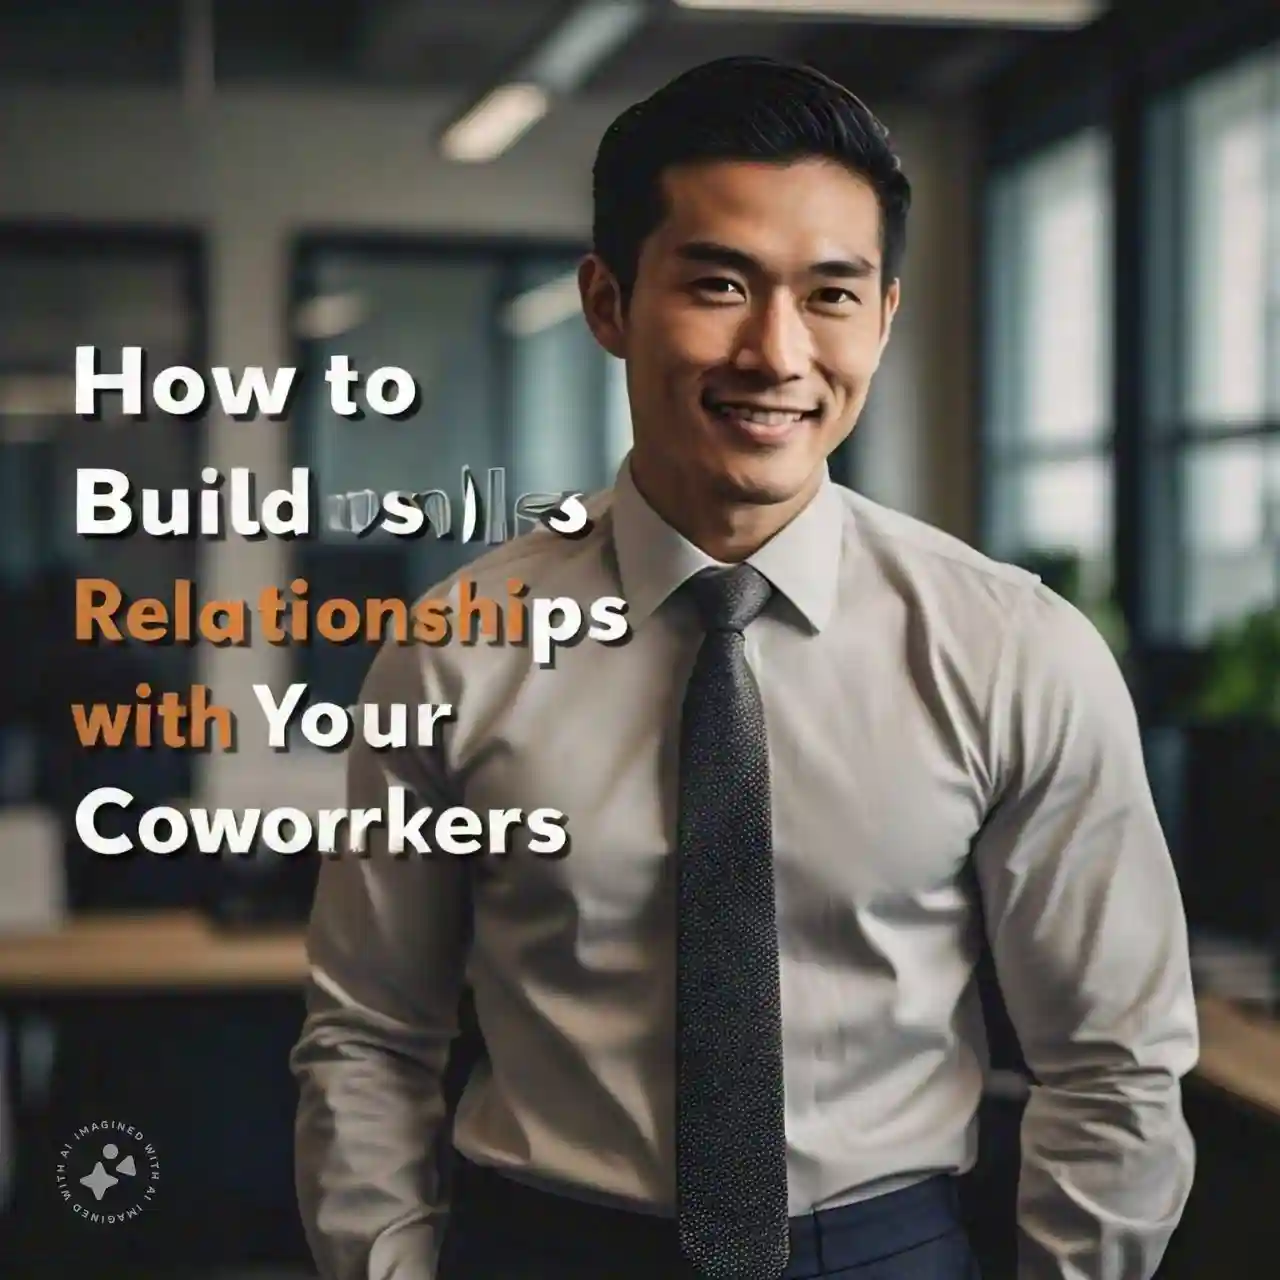 How to
Build
Relationships
with Your
Coworrkers
IMAGINED WITH AI IMAGINED WITH AI